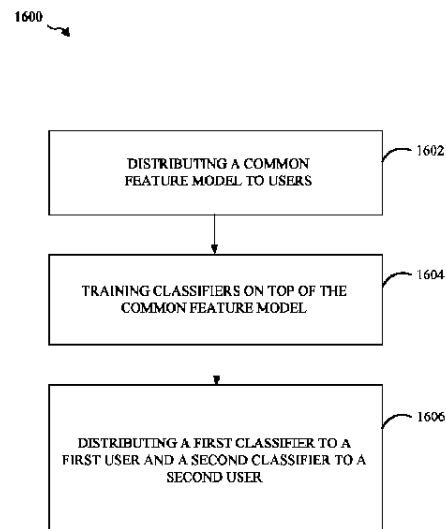 1600
DISTRIBUTING A COMMON
FEATURE MODEL TO USERS
1602
TRAINING CLASSIFIERS ON TOP OF THE
COMMON FEATURE MODEL
1604
DISTRIBUTING A FIRST CLASSIFIER TO A
FIRST USER AND A SECOND CLASSIFIER TO A
SECOND USER
1606